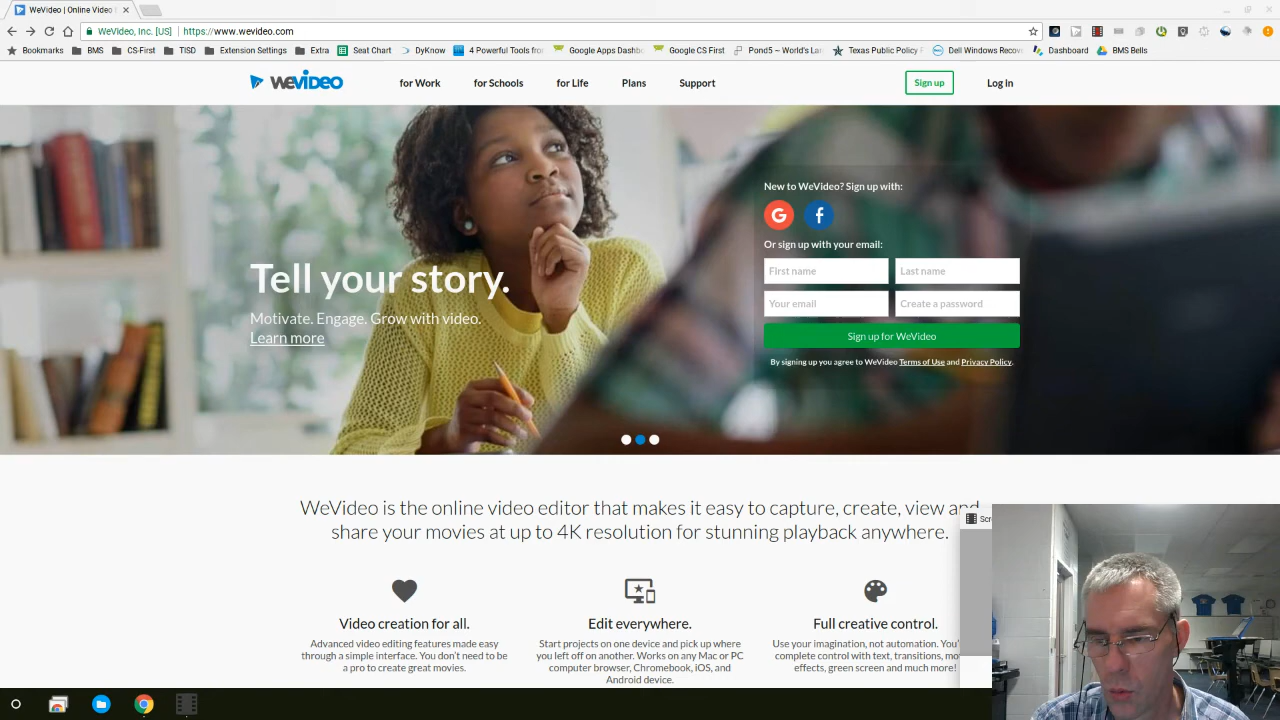 WeVideo | Online Video
WeVideo, Inc. [US] https://www.wevideo.com
Bookmarks BMS CS-First TISD Extension Settings Extra Seat Chart DyKnow 4 Powerful Tools Google Apps Dashb Google CS First Pond5 ~ World's La Texas Public Policy Dell Windows Recov Dashboard BMS Bells
wevideo for Work for Schools for Life Plans Support Sign up Log in
New to WeVideo? Sign up with:
G f
Or sign up with your email:
First name Last name
Your email Create a password
Sign up for WeVideo
By signing up you agree to WeVideo Terms of Use and Privacy Policy.
Tell your story.
Motivate. Engage. Grow with video.
Learn more
WeVideo is the online video editor that makes it easy to capture, create, view and
share your movies at up to 4K resolution for stunning playback anywhere.
Scr
Video creation for all.
Advanced video editing features made easy
through a simple interface. You don't need to be
a pro to create great movies.
Edit everywhere.
Start projects on one device and pick up where
you left off on another. Works on any Mac or PC
computer browser, Chromebook, iOS, and
Android device.
Full creative control.
Use your imagination, not automation. You'
complete control with text, transitions, mo
effects, green screen and much more!